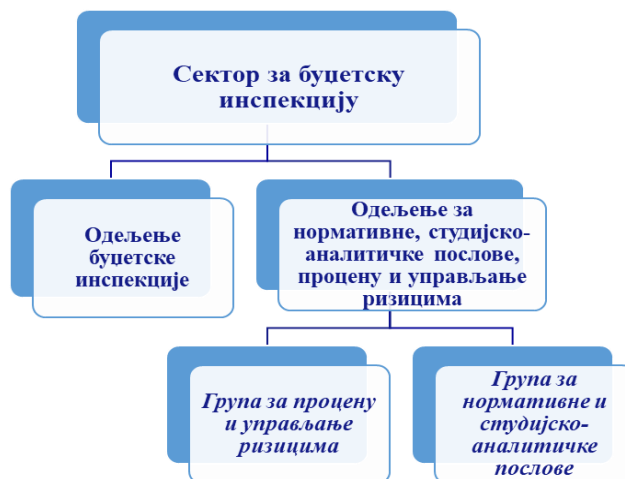 Сектор за буџетску
инспекцију
Одељење
буџетске
инспекције
Одељење за
нормативне, студијско-
аналитичке послове,
процену и управљање
ризицима
Група за процену
и управљање
ризицима
Група за
нормативне и
студијско-
аналитичке
послове